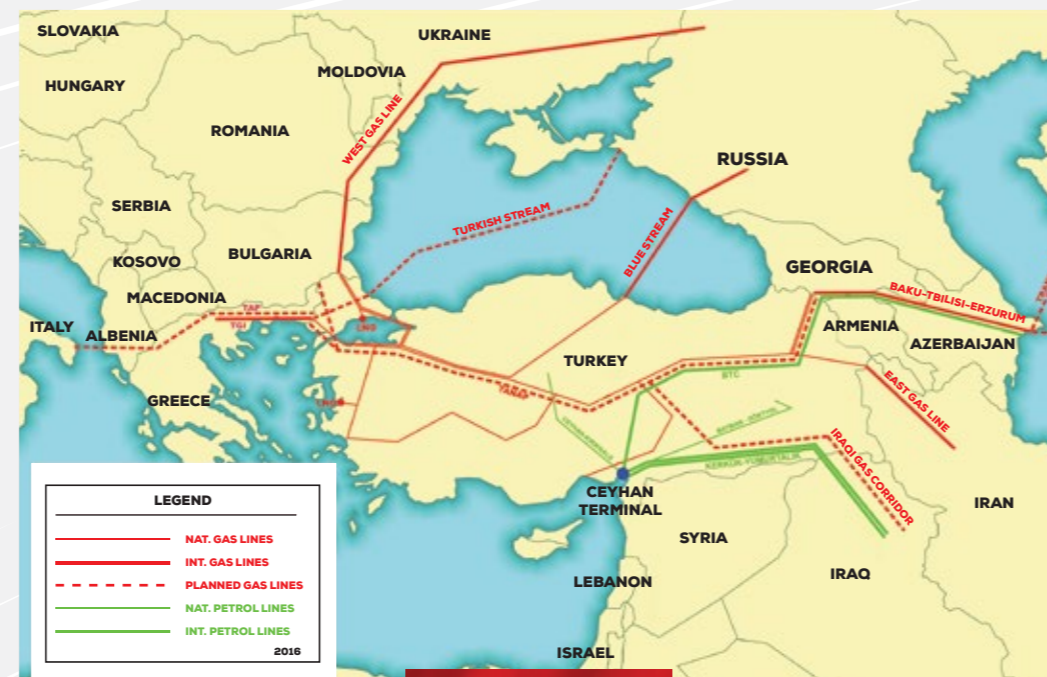 SLOVAKIA
UKRAINE
HUNGARY
MOLDOVIA
ROMANIA
WEST GAS LINE
RUSSIA
SERBIA
TURKISH STREAM
BLUE STREAM
KOSOVO
BULGARIA
GEORGIA
MACEDONIA
BAKU-TBILISI-ERZURUM
TAP
TGI
LNG
ITALY
ALBENIA
ARMENIA
AZERBAIJAN
TURKEY
GREECE
TANAP
BTC
EAST GAS LINE
IRAQI GAS CORRIDOR
CEYHAN
TERMINAL
IRAN
SYRIA
IRAQ
LEBANON
ISRAEL
LEGEND
NAT. GAS LINES
INT. GAS LINES
PLANNED GAS LINES
NAT. PETROL LINES
INT. PETROL LINES
2016